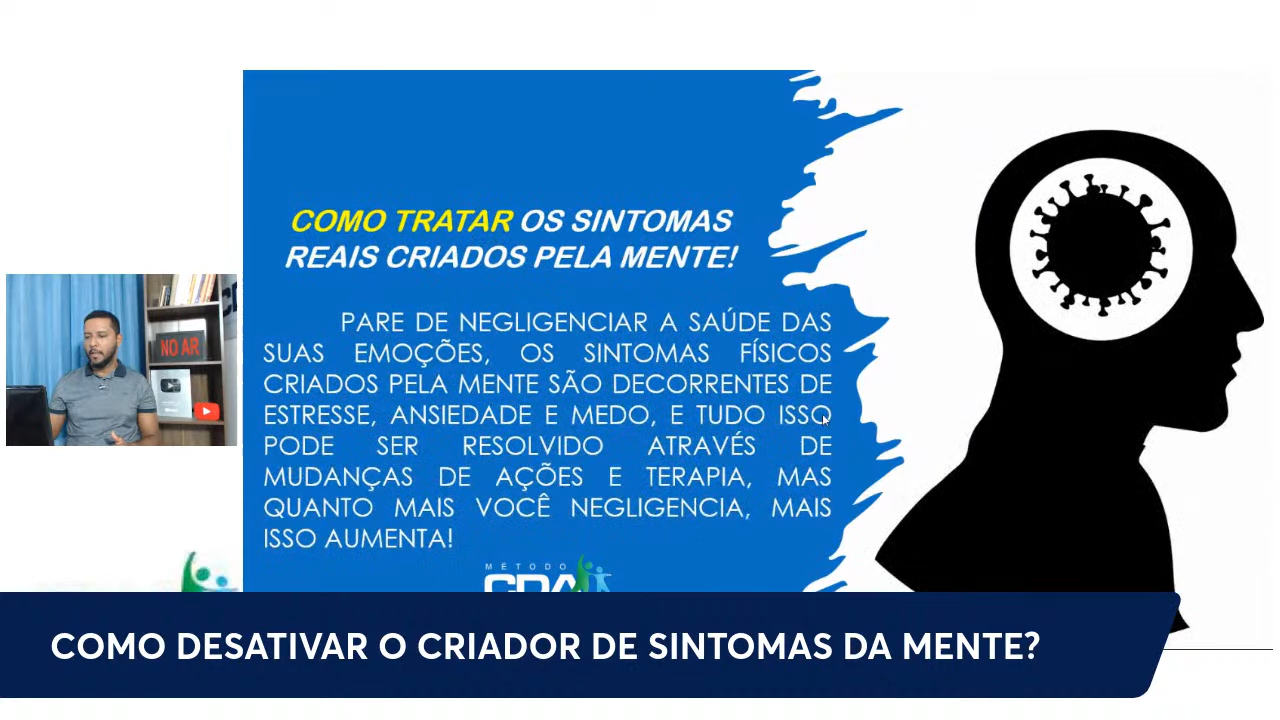 COMO TRATAR OS SINTOMAS
REAIS CRIADOS PELA MENTE!
PARE DE NEGLIGENCIAR A SAÚDE DAS
SUAS EMOÇÕES, OS SINTOMAS FÍSICOS
CRIADOS PELA MENTE SÃO DECORRENTES DE
ESTRESSE, ANSIEDADE E MEDO, E TUDO ISSO
PODE SER RESOLVIDO ATRAVÉS DE
MUDANÇAS DE AÇÕES E TERAPIA, MAS
QUANTO MAIS VOCÊ NEGLIGENCIA, MAIS
ISSO AUMENTA!
NO AR
MÉTODO
CDA
COMO DESATIVAR O CRIADOR DE SINTOMAS DA MENTE?